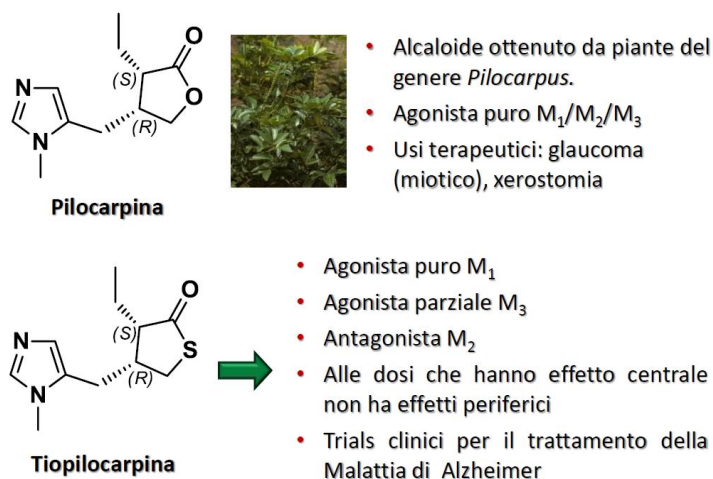 O
N
(S)
O
(R)
N
Pilocarpina
• Alcaloide ottenuto da piante del
genere Pilocarpus.
• Agonista puro M₁/M₂/M₃
• Usi terapeutici: glaucoma
(miotico), xerostomia
O
N
(S)
S
(R)
N
Tiopilocarpina
• Agonista puro M₁
• Agonista parziale M₃
• Antagonista M₂
• Alle dosi che hanno effetto centrale
non ha effetti periferici
• Trials clinici per il trattamento della
Malattia di Alzheimer